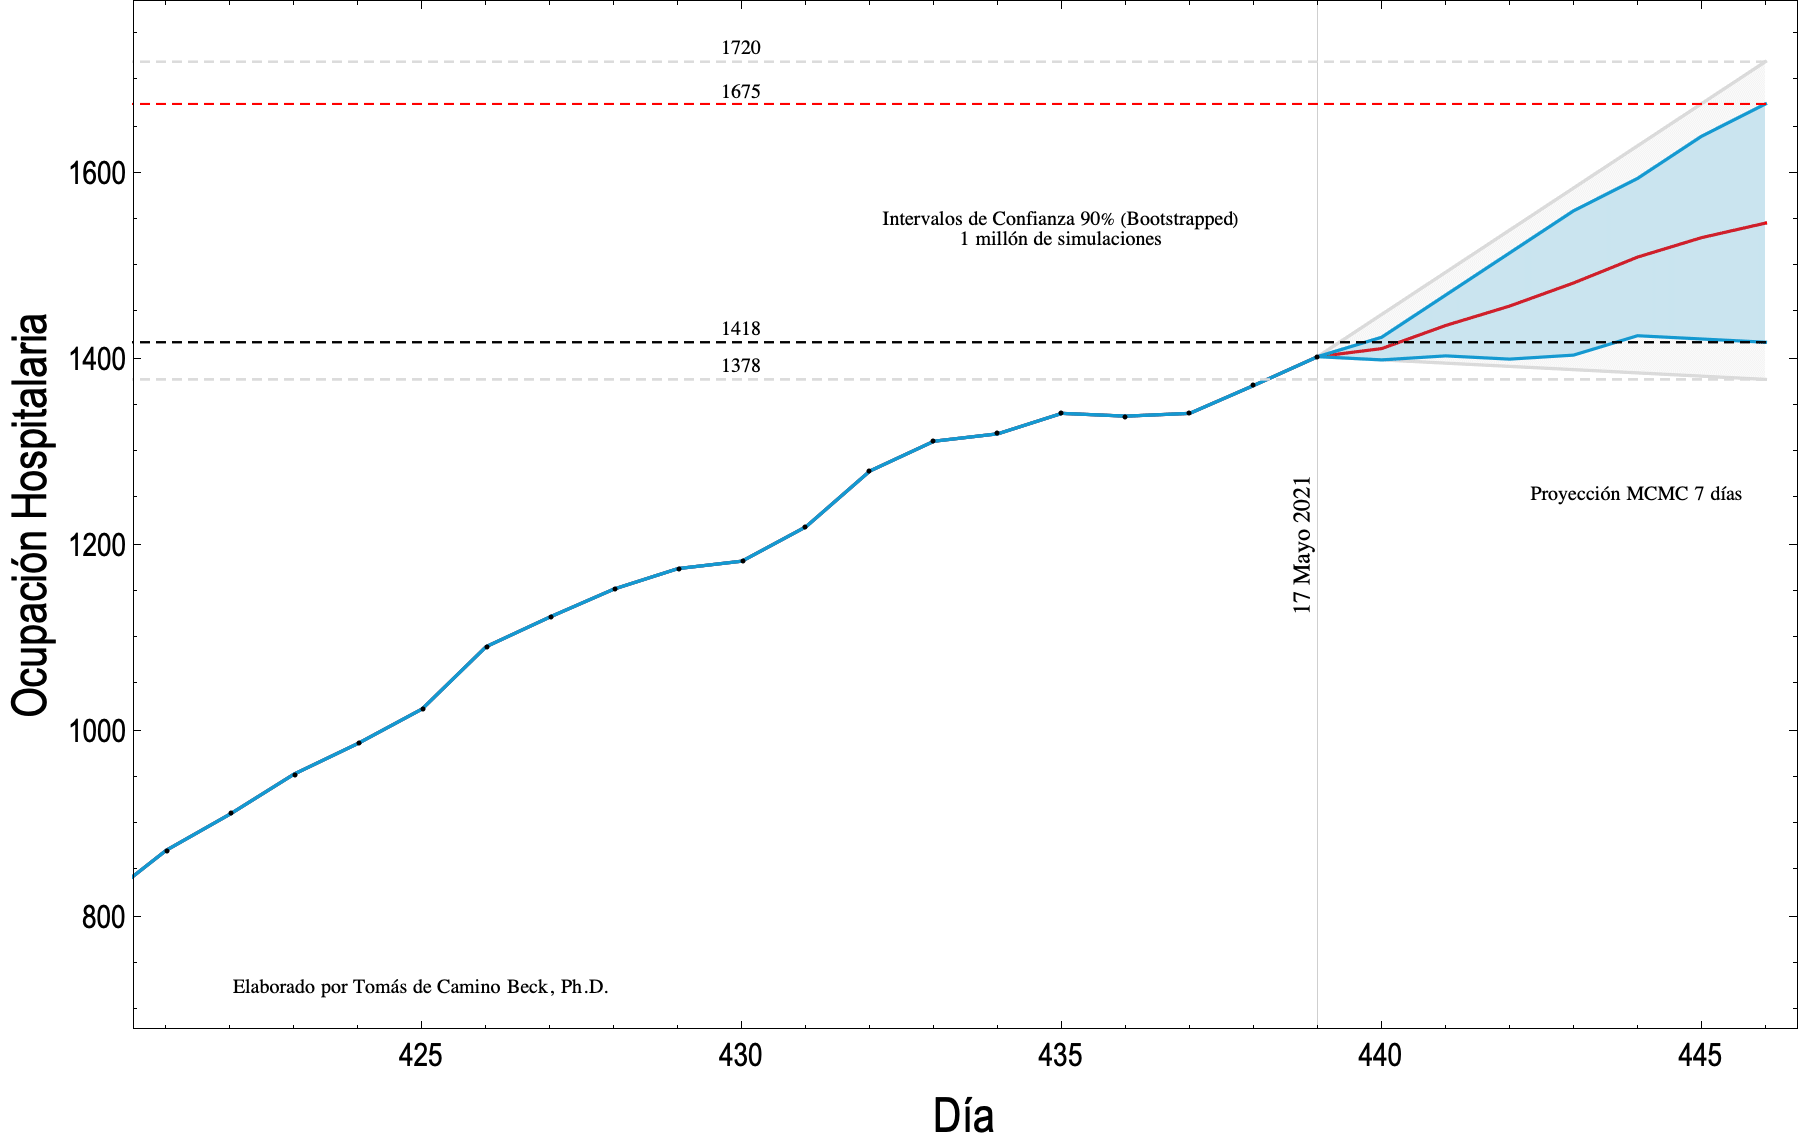 1720
1675
1600
Intervalos de Confianza 90% (Bootstrapped)
1 millón de simulaciones
1418
1400
1378
Ocupación Hospitalaria
17 Mayo 2021
Proyección MCMC 7 días
1200
1000
800
Elaborado por Tomás de Camino Beck, Ph.D.
425 430 435 440 445
Día